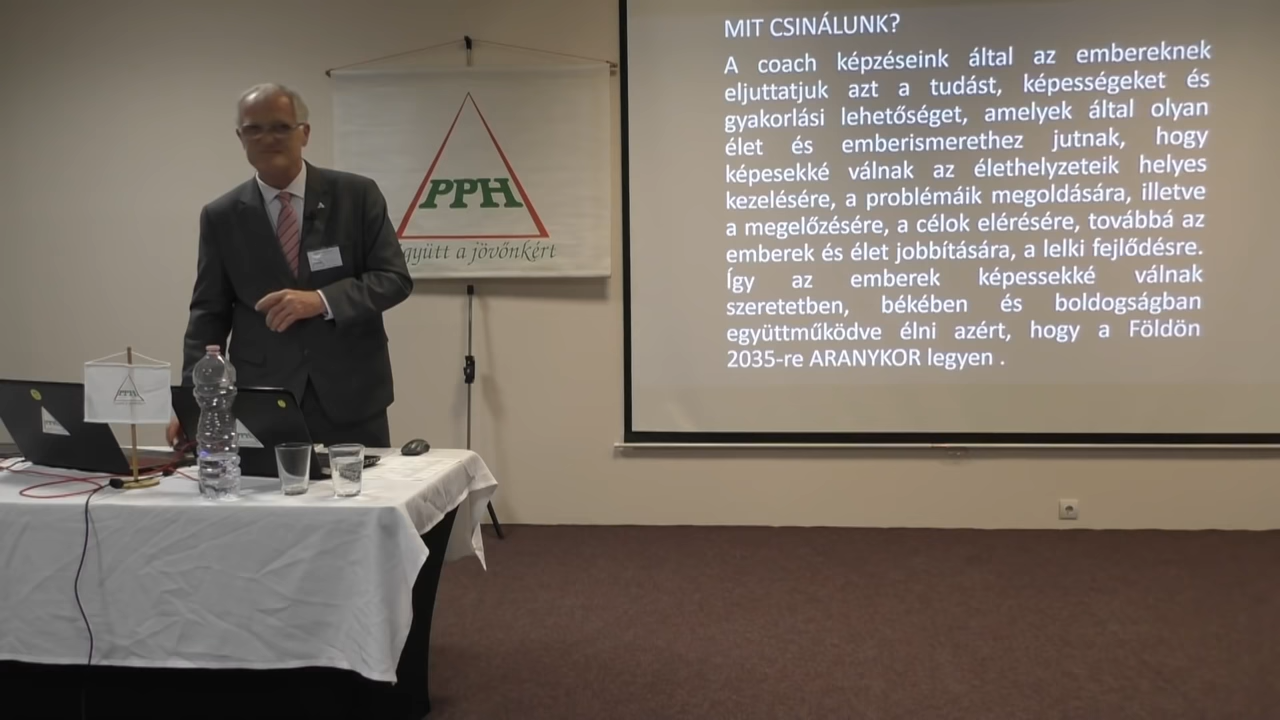 MIT CSINÁLUNK?
A coach képzéseink által az embereknek
eljuttatjuk azt a tudást, képességeket és
gyakorlási lehetőséget, amelyek által olyan
élet és emberismerethez jutnak, hogy
képesekké válnak az élethelyzeteik helyes
kezelésére, a problémáik megoldására, illetve
a megelőzésére, a célok elérésére, továbbá az
emberek és élet jobbítására, a lelki fejlődésre.
Így az emberek képessekké válnak
szeretetben, békében és boldogságban
együttműködve élni azért, hogy a Földön
2035-re ARANYKOR legyen .
PPH
gyütt a jövőnkért
PPH